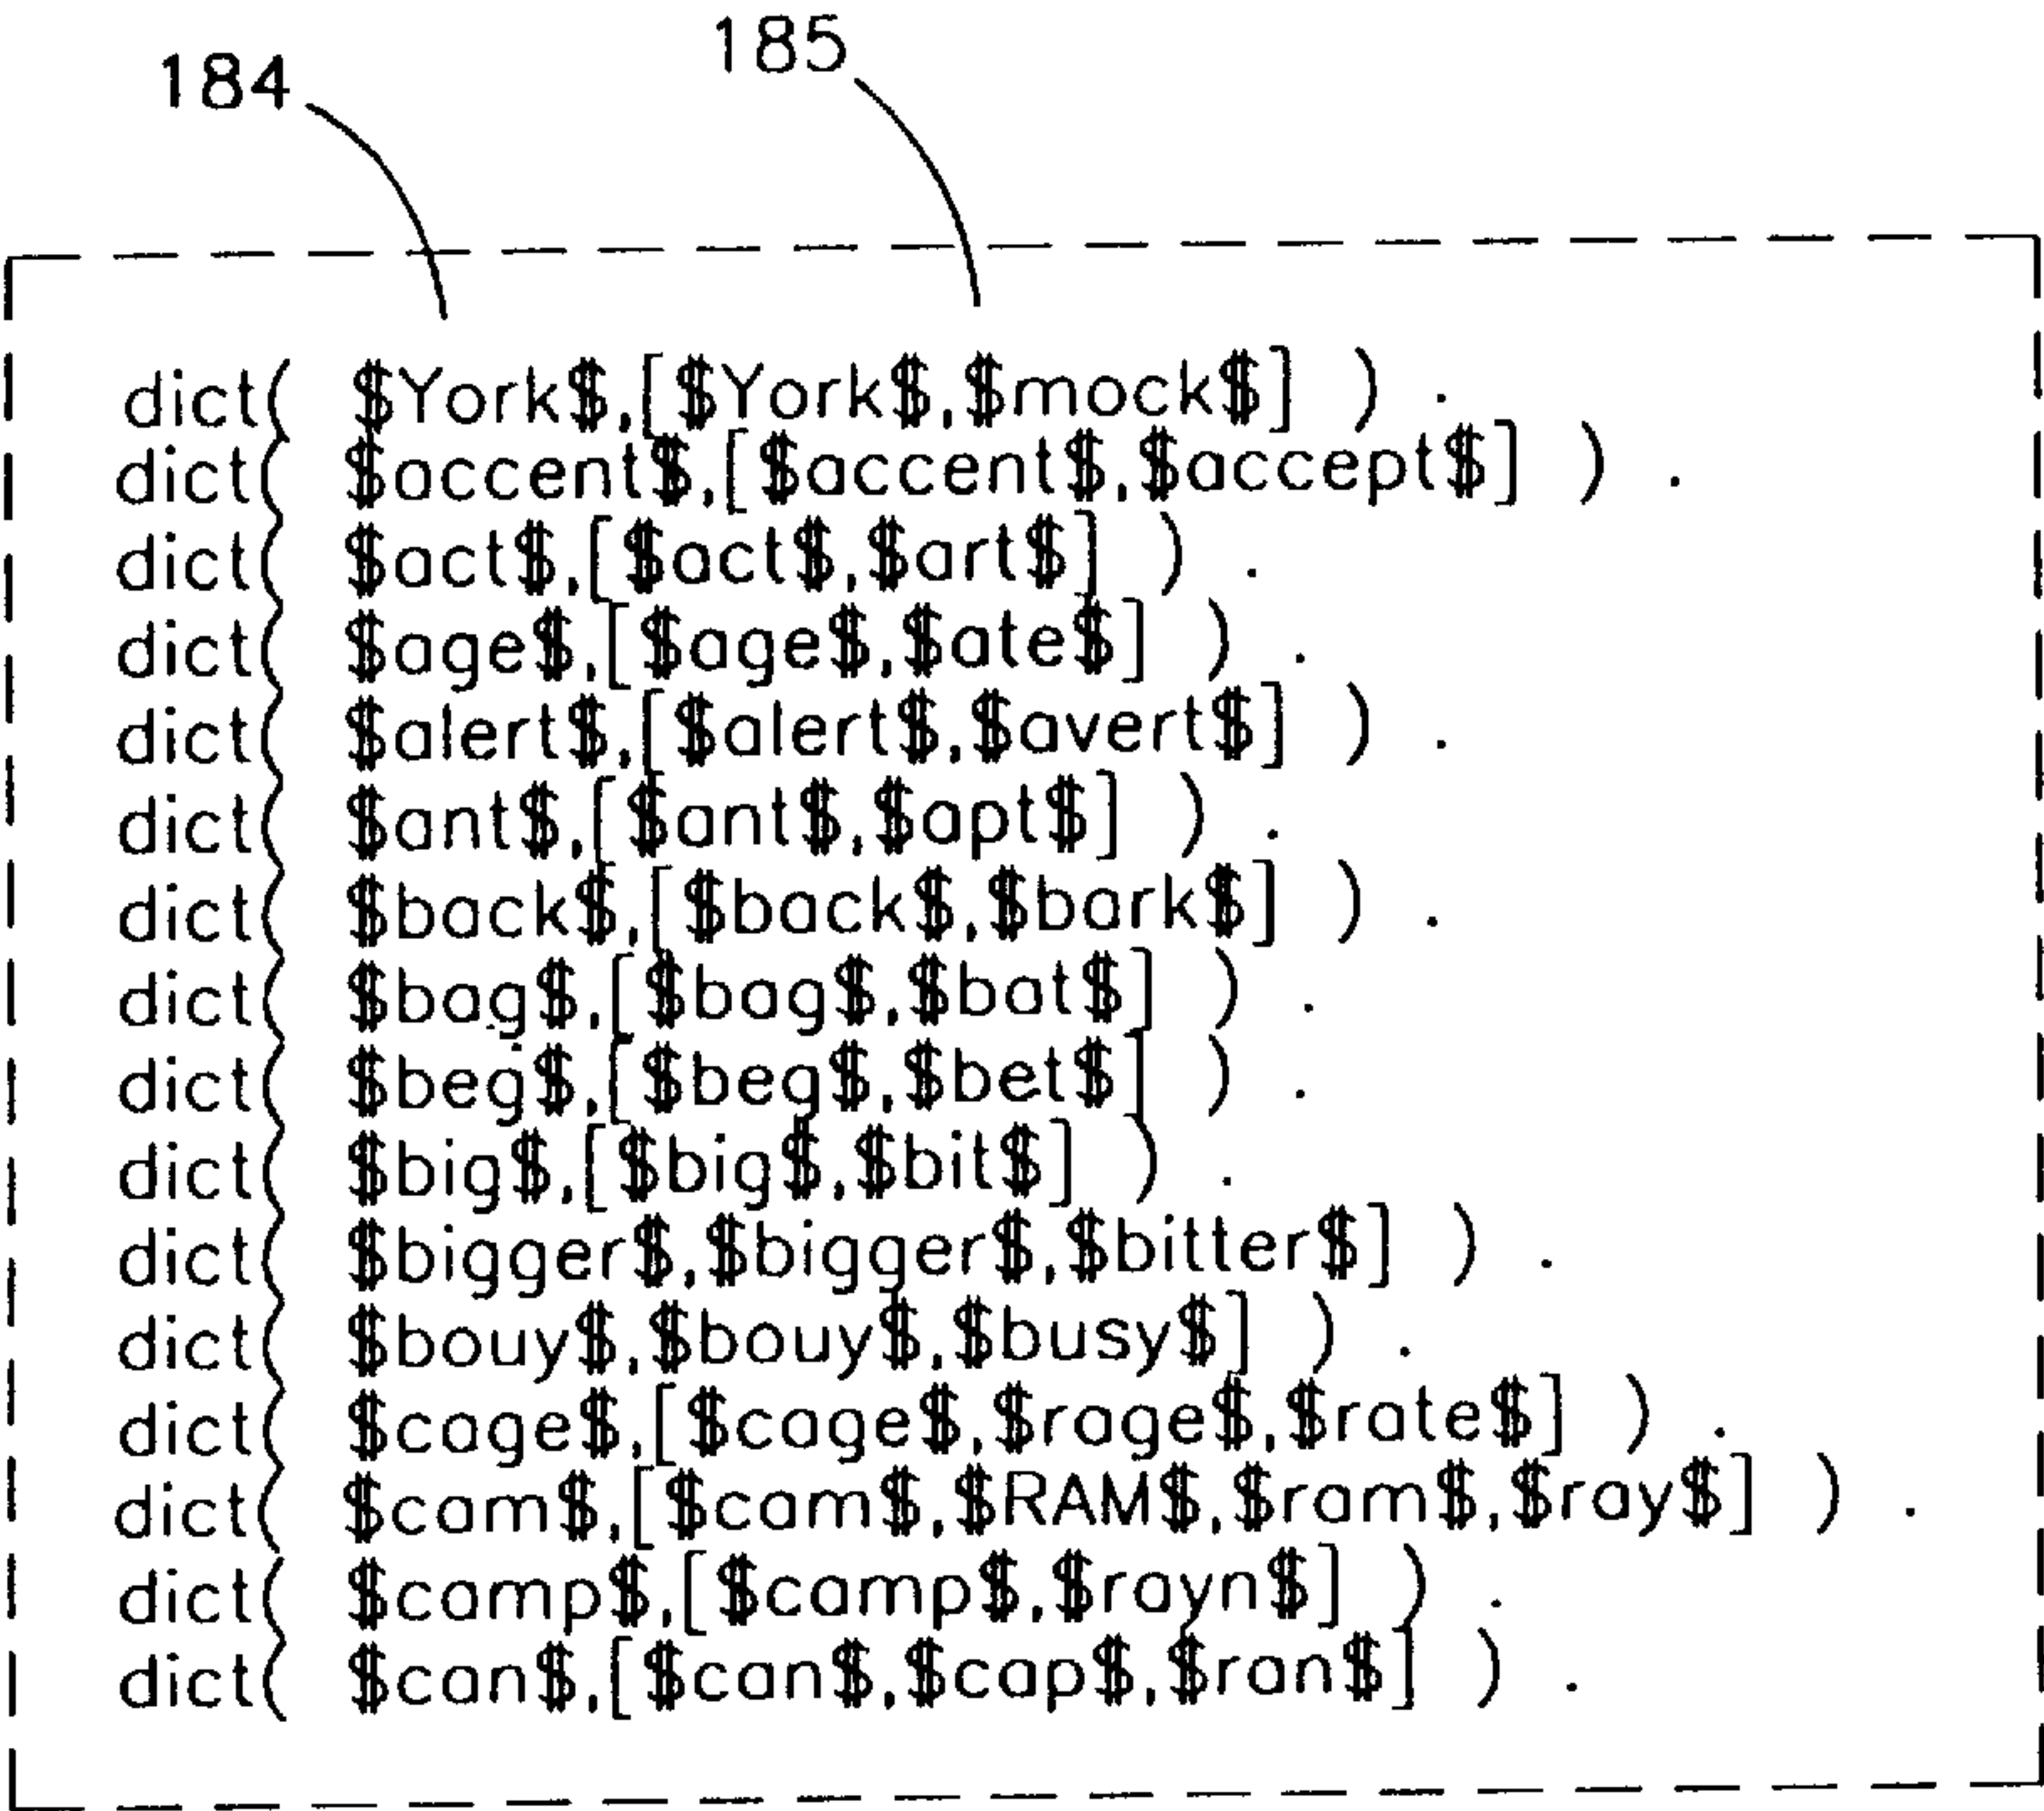 184 185
dict( $York$,[$York$,$mock$] ) .
dict( $accent$,[$accent$,$accept$] ) .
dict( $act$,[$act$,$art$] ) .
dict( $age$,[$age$,$ate$] ) .
dict( $alert$,[$alert$,$avert$] ) .
dict( $ant$,[$ant$,$apt$] ) .
dict( $back$,[$back$,$bark$] ) .
dict( $bag$,[$bag$,$bat$] ) .
dict( $beg$,[$beg$,$bet$] ) .
dict( $big$,[$big$,$bit$] ) .
dict( $bigger$,$bigger$,$bitter$] ) .
dict( $bouy$,$bouy$,$busy$] ) .
dict( $cage$,[$cage$,$rage$,$rate$] ) .
dict( $cam$,[$cam$,$RAM$,$ram$,$ray$] ) .
dict( $camp$,[$camp$,$rayn$] ) .
dict( $can$,[$can$,$cap$,$ran$] ) .